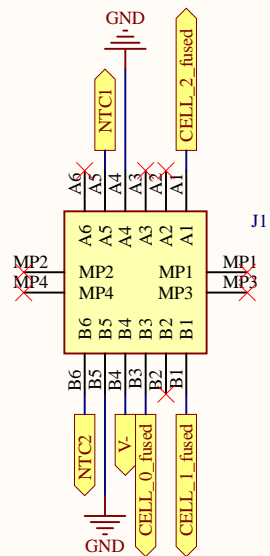 GND
CELL_2_fused
NTC1
A6
A5
A4
A3
A2
A1
J1
A6
A5
A4
A3
A2
A1
MP2
MP2
MP1
MP1
MP4
MP4
MP3
MP3
B6
B5
B4
B3
B2
B1
B6
B5
B4
B3
B2
B1
NTC2
V-
CELL_0_fused
CELL_1_fused
GND